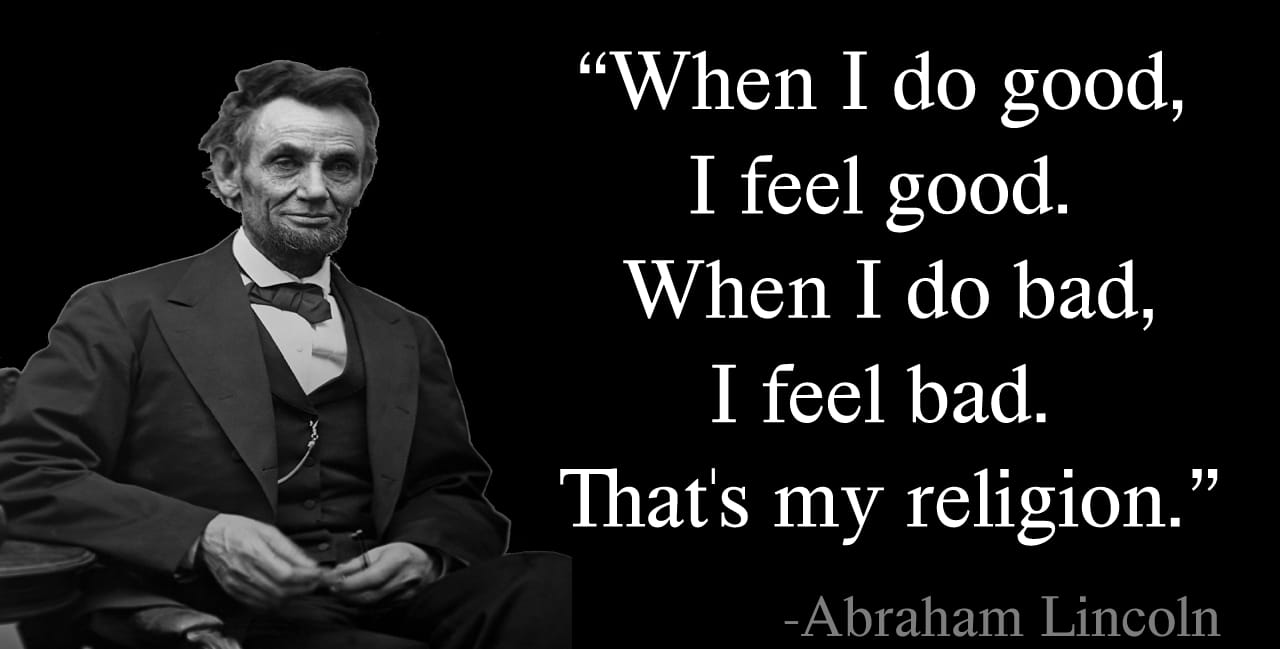 “When I do good,
I feel good.
When I do bad,
I feel bad.
That's my religion.”
-Abraham Lincoln